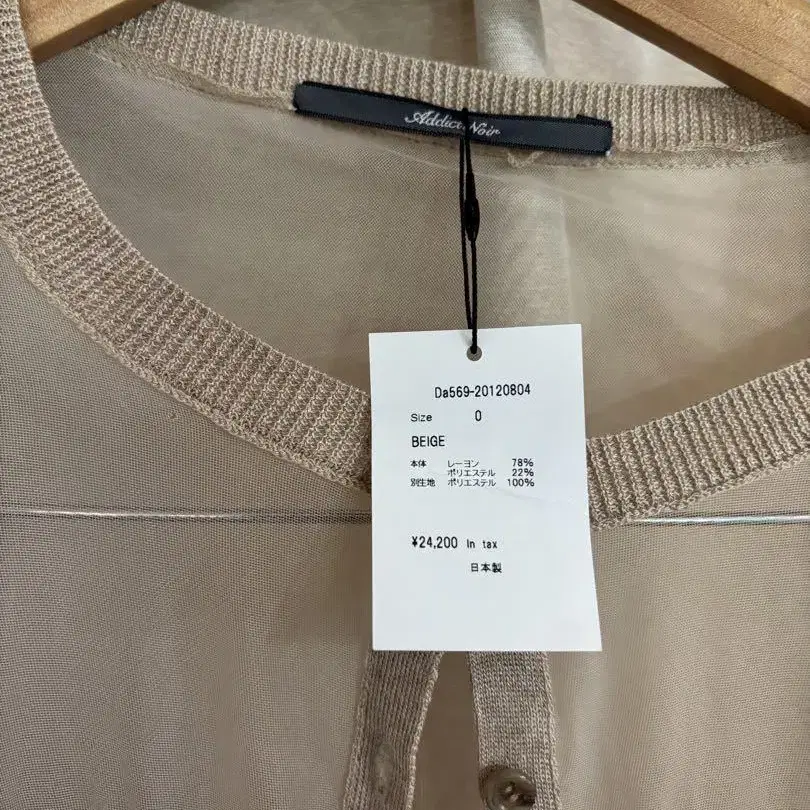 Addict Noir
Da569-20120804
Size 0
BEIGE
本体 レーヨン 78%
ポリエステル 22%
別生地 ポリエステル 100%
¥24,200 In tax
日本製